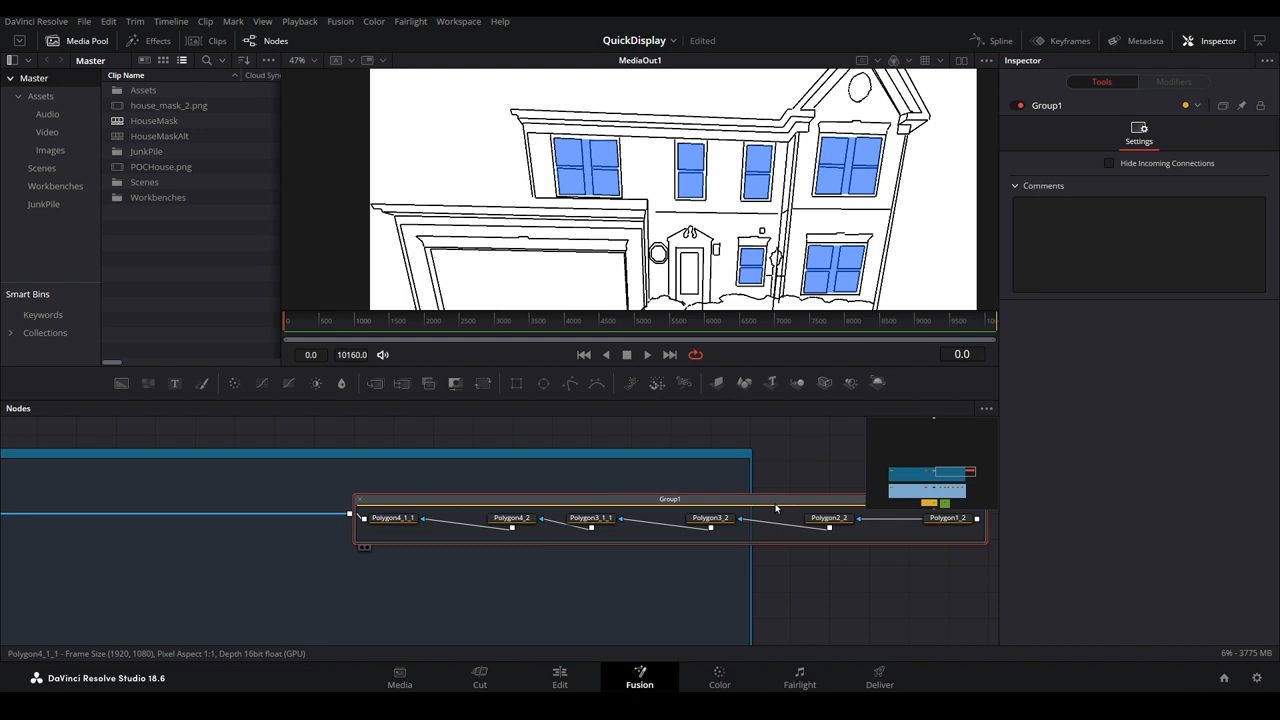 DaVinci Resolve File Edit Trim Timeline Clip Mark View Playback Fusion Color Fairlight Workspace Help
Media Pool Effects Clips Nodes QuickDisplay Edited Spline Keyframes Metadata Inspector
Master 47% MediaOut1 Inspector
Master
Assets
Audio
Video
Images
Scenes
Workbenches
JunkPile
Smart Bins
Keywords
Collections
Clip Name Cloud Sync
Assets
house_mask_2.png
HouseMask
HouseMaskAlt
JunkPile
POCHouse.png
Scenes
Workbenches
Tools Modifiers
Group1
Settings
Hide Incoming Connections
Comments
0 500 1000 1500 2000 2500 3000 3500 4000 4500 5000 5500 6000 6500 7000 7500 8000 8500 9000 9500
0.0 10160.0 0.0
Nodes
Group1
Polygon4_1_1 Polygon4_2 Polygon3_1_1 Polygon3_2 Polygon2_2 Polygon1_2
Polygon4_1_1 - Frame Size (1920, 1080), Pixel Aspect 1:1, Depth 16bit float (GPU) 6% - 3775 MB
DaVinci Resolve Studio 18.6 Media Cut Edit Fusion Color Fairlight Deliver